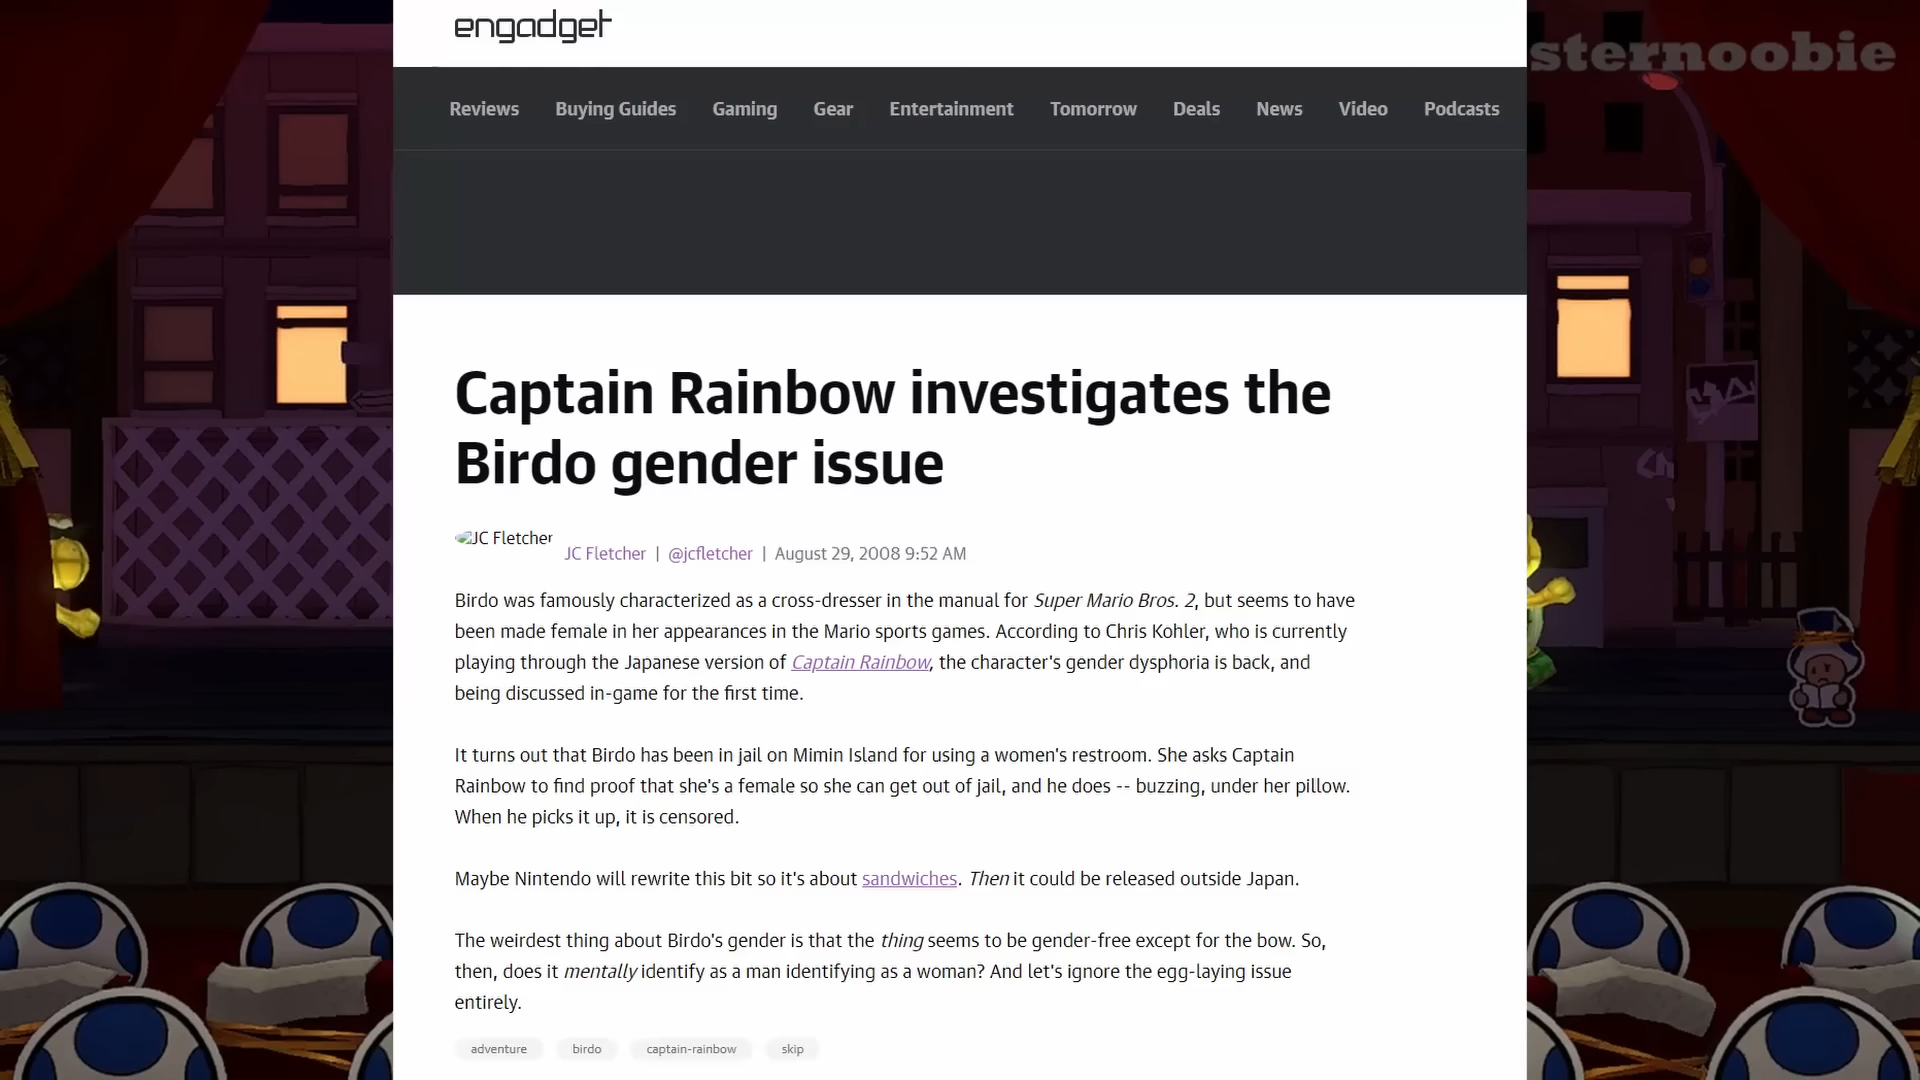 engadget
sternoobie
Reviews Buying Guides Gaming Gear Entertainment Tomorrow Deals News Video Podcasts
Captain Rainbow investigates the
Birdo gender issue
JC Fletcher
JC Fletcher | @jcfletcher | August 29, 2008 9:52 AM
Birdo was famously characterized as a cross-dresser in the manual for Super Mario Bros. 2, but seems to have
been made female in her appearances in the Mario sports games. According to Chris Kohler, who is currently
playing through the Japanese version of Captain Rainbow, the character's gender dysphoria is back, and
being discussed in-game for the first time.
It turns out that Birdo has been in jail on Mimin Island for using a women's restroom. She asks Captain
Rainbow to find proof that she's a female so she can get out of jail, and he does -- buzzing, under her pillow.
When he picks it up, it is censored.
Maybe Nintendo will rewrite this bit so it's about sandwiches. Then it could be released outside Japan.
The weirdest thing about Birdo's gender is that the thing seems to be gender-free except for the bow. So,
then, does it mentally identify as a man identifying as a woman? And let's ignore the egg-laying issue
entirely.
adventure birdo captain-rainbow skip